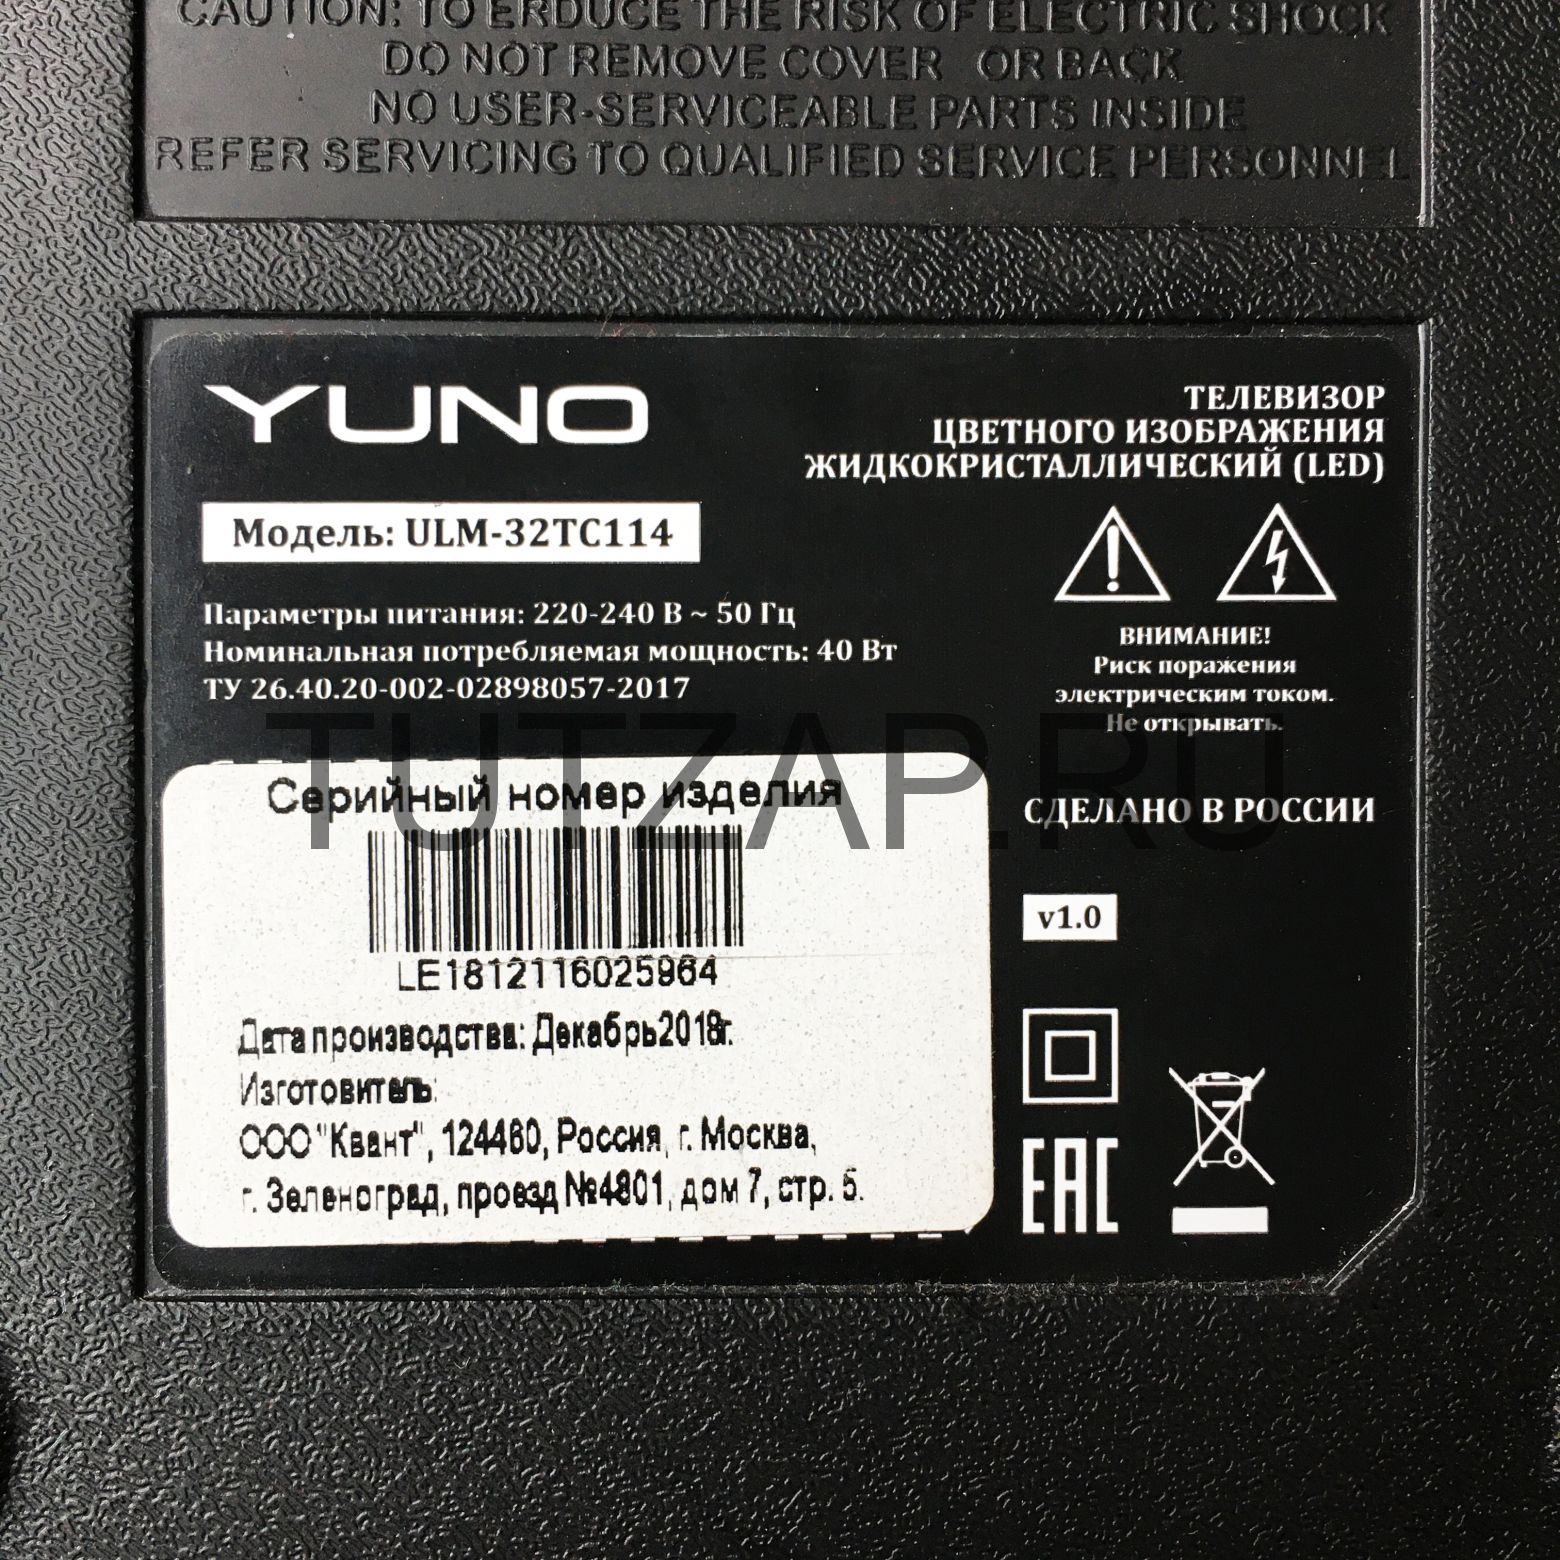 CAUTION: TO ERDUCE THE RISK OF ELECTRIC SHOCK
DO NOT REMOVE COVER OR BACK
NO USER-SERVICEABLE PARTS INSIDE
REFER SERVICING TO QUALIFIED SERVICE PERSONNEL
YUNO
ТЕЛЕВИЗОР
ЦВЕТНОГО ИЗОБРАЖЕНИЯ
ЖИДКОКРИСТАЛЛИЧЕСКИЙ (LED)
Модель: ULM-32TC114
Параметры питания: 220-240 В ~ 50 Гц
Номинальная потребляемая мощность: 40 Вт
ТУ 26.40.20-002-02898057-2017
ВНИМАНИЕ!
Риск поражения
электрическим током.
Не открывать.
TUTZAP.RU
Серийный номер изделия
LE1812116025964
Дата производства: Декабрь2018г.
Изготовитель:
ООО "Квант", 124460, Россия, г. Москва,
г. Зеленоград, проезд №4801, дом 7, стр. 5.
СДЕЛАНО В РОССИИ
v1.0
EAC